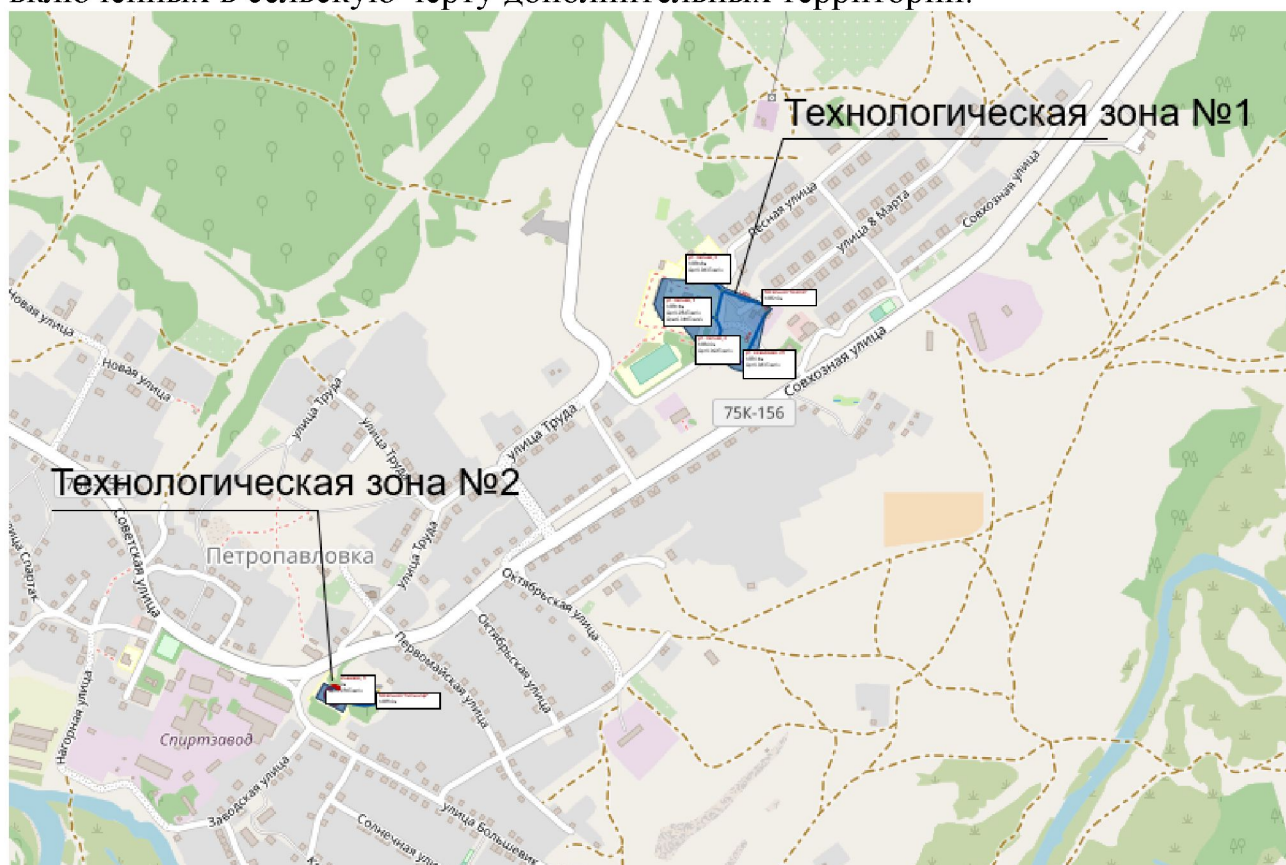 включенных в сельскую черту дополнительных территорий.
Технологическая зона №1
Лесная улица
улица 8 Марта
Совхозная улица
Новая улица
Новая улица
улица Труда
улица Труда
улица Труда
Совхозная улица
75К-156
Технологическая зона №2
Советская улица
улица Спартак
Петропавловка
улица Труда
Октябрьская улица
Первомайская улица
Октябрьская улица
Нагорная улица
Спиртзавод
Заводская улица
улица Большевик
Солнечная ули